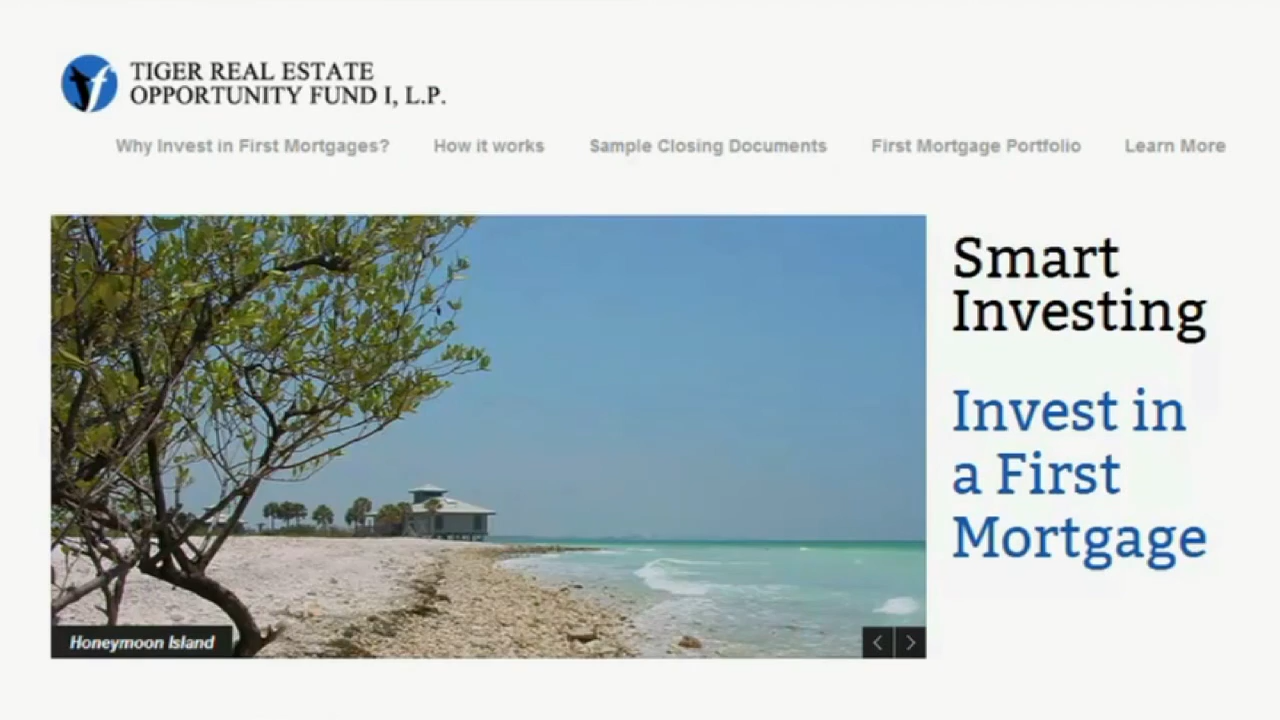 TIGER REAL ESTATE
OPPORTUNITY FUND I, L.P.
Why Invest in First Mortgages? How it works Sample Closing Documents First Mortgage Portfolio Learn More
Smart
Investing
Invest in
a First
Mortgage
Honeymoon Island